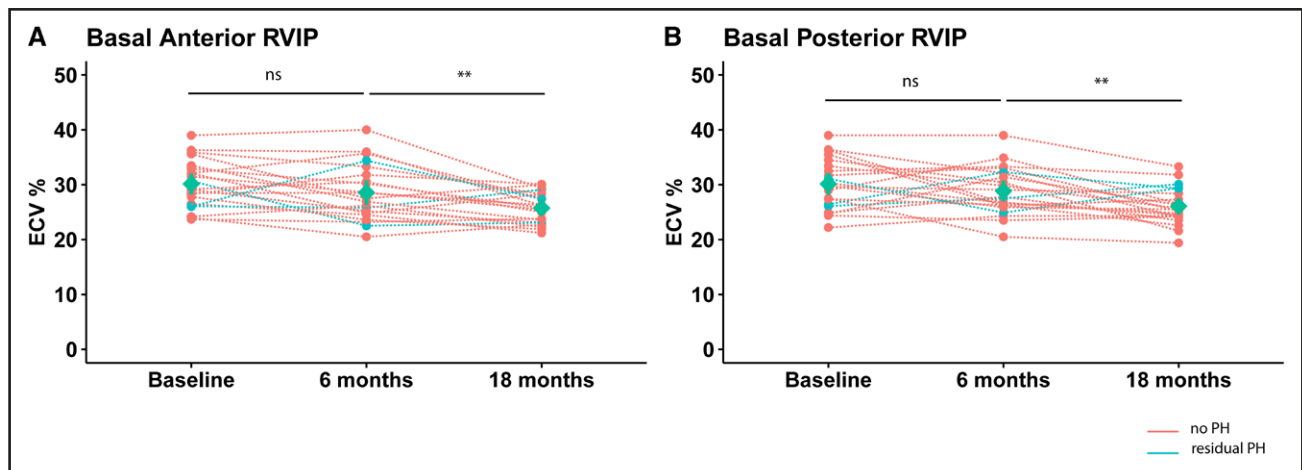 A Basal Anterior RVIP
ECV %
50
40
30
20
10
0
ns
**
Baseline 6 months 18 months
B Basal Posterior RVIP
ECV %
50
40
30
20
10
0
ns
**
Baseline 6 months 18 months
no PH
residual PH